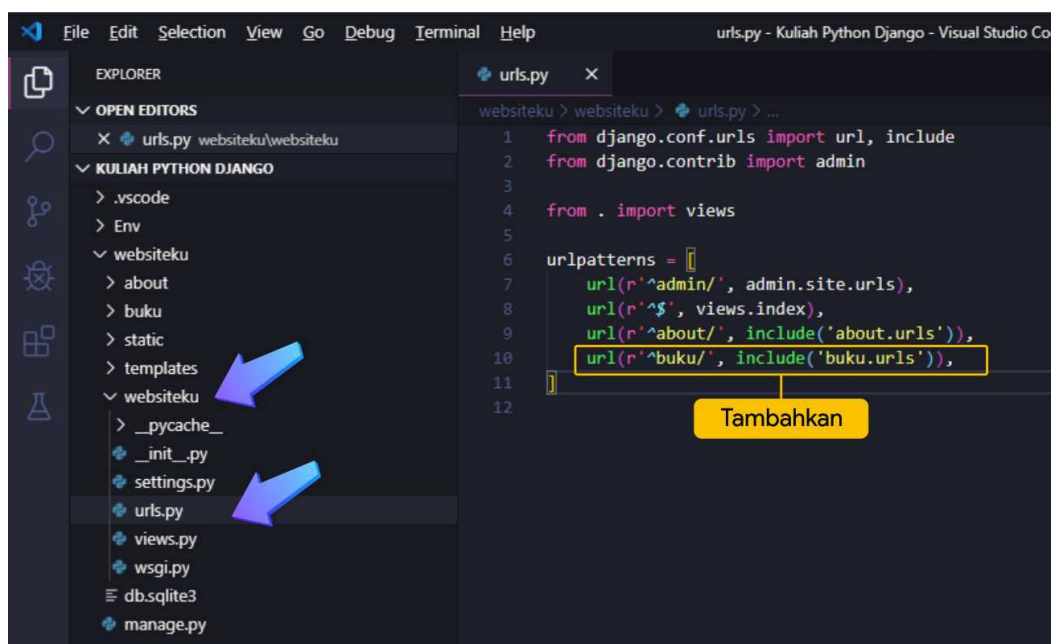 File Edit Selection View Go Debug Terminal Help urls.py - Kuliah Python Django - Visual Studio Co
EXPLORER
OPEN EDITORS
urls.py websiteku\websiteku
KULIAH PYTHON DJANGO
.vscode
Env
websiteku
about
buku
static
templates
websiteku
__pycache__
__init__.py
settings.py
urls.py
views.py
wsgi.py
db.sqlite3
manage.py
urls.py
websiteku > websiteku > urls.py > ...
1 from django.conf.urls import url, include
2 from django.contrib import admin
3
4 from . import views
5
6 urlpatterns = [
7 url(r'^admin/', admin.site.urls),
8 url(r'^$', views.index),
9 url(r'^about/', include('about.urls')),
10 url(r'^buku/', include('buku.urls')),
11 ]
12
Tambahkan